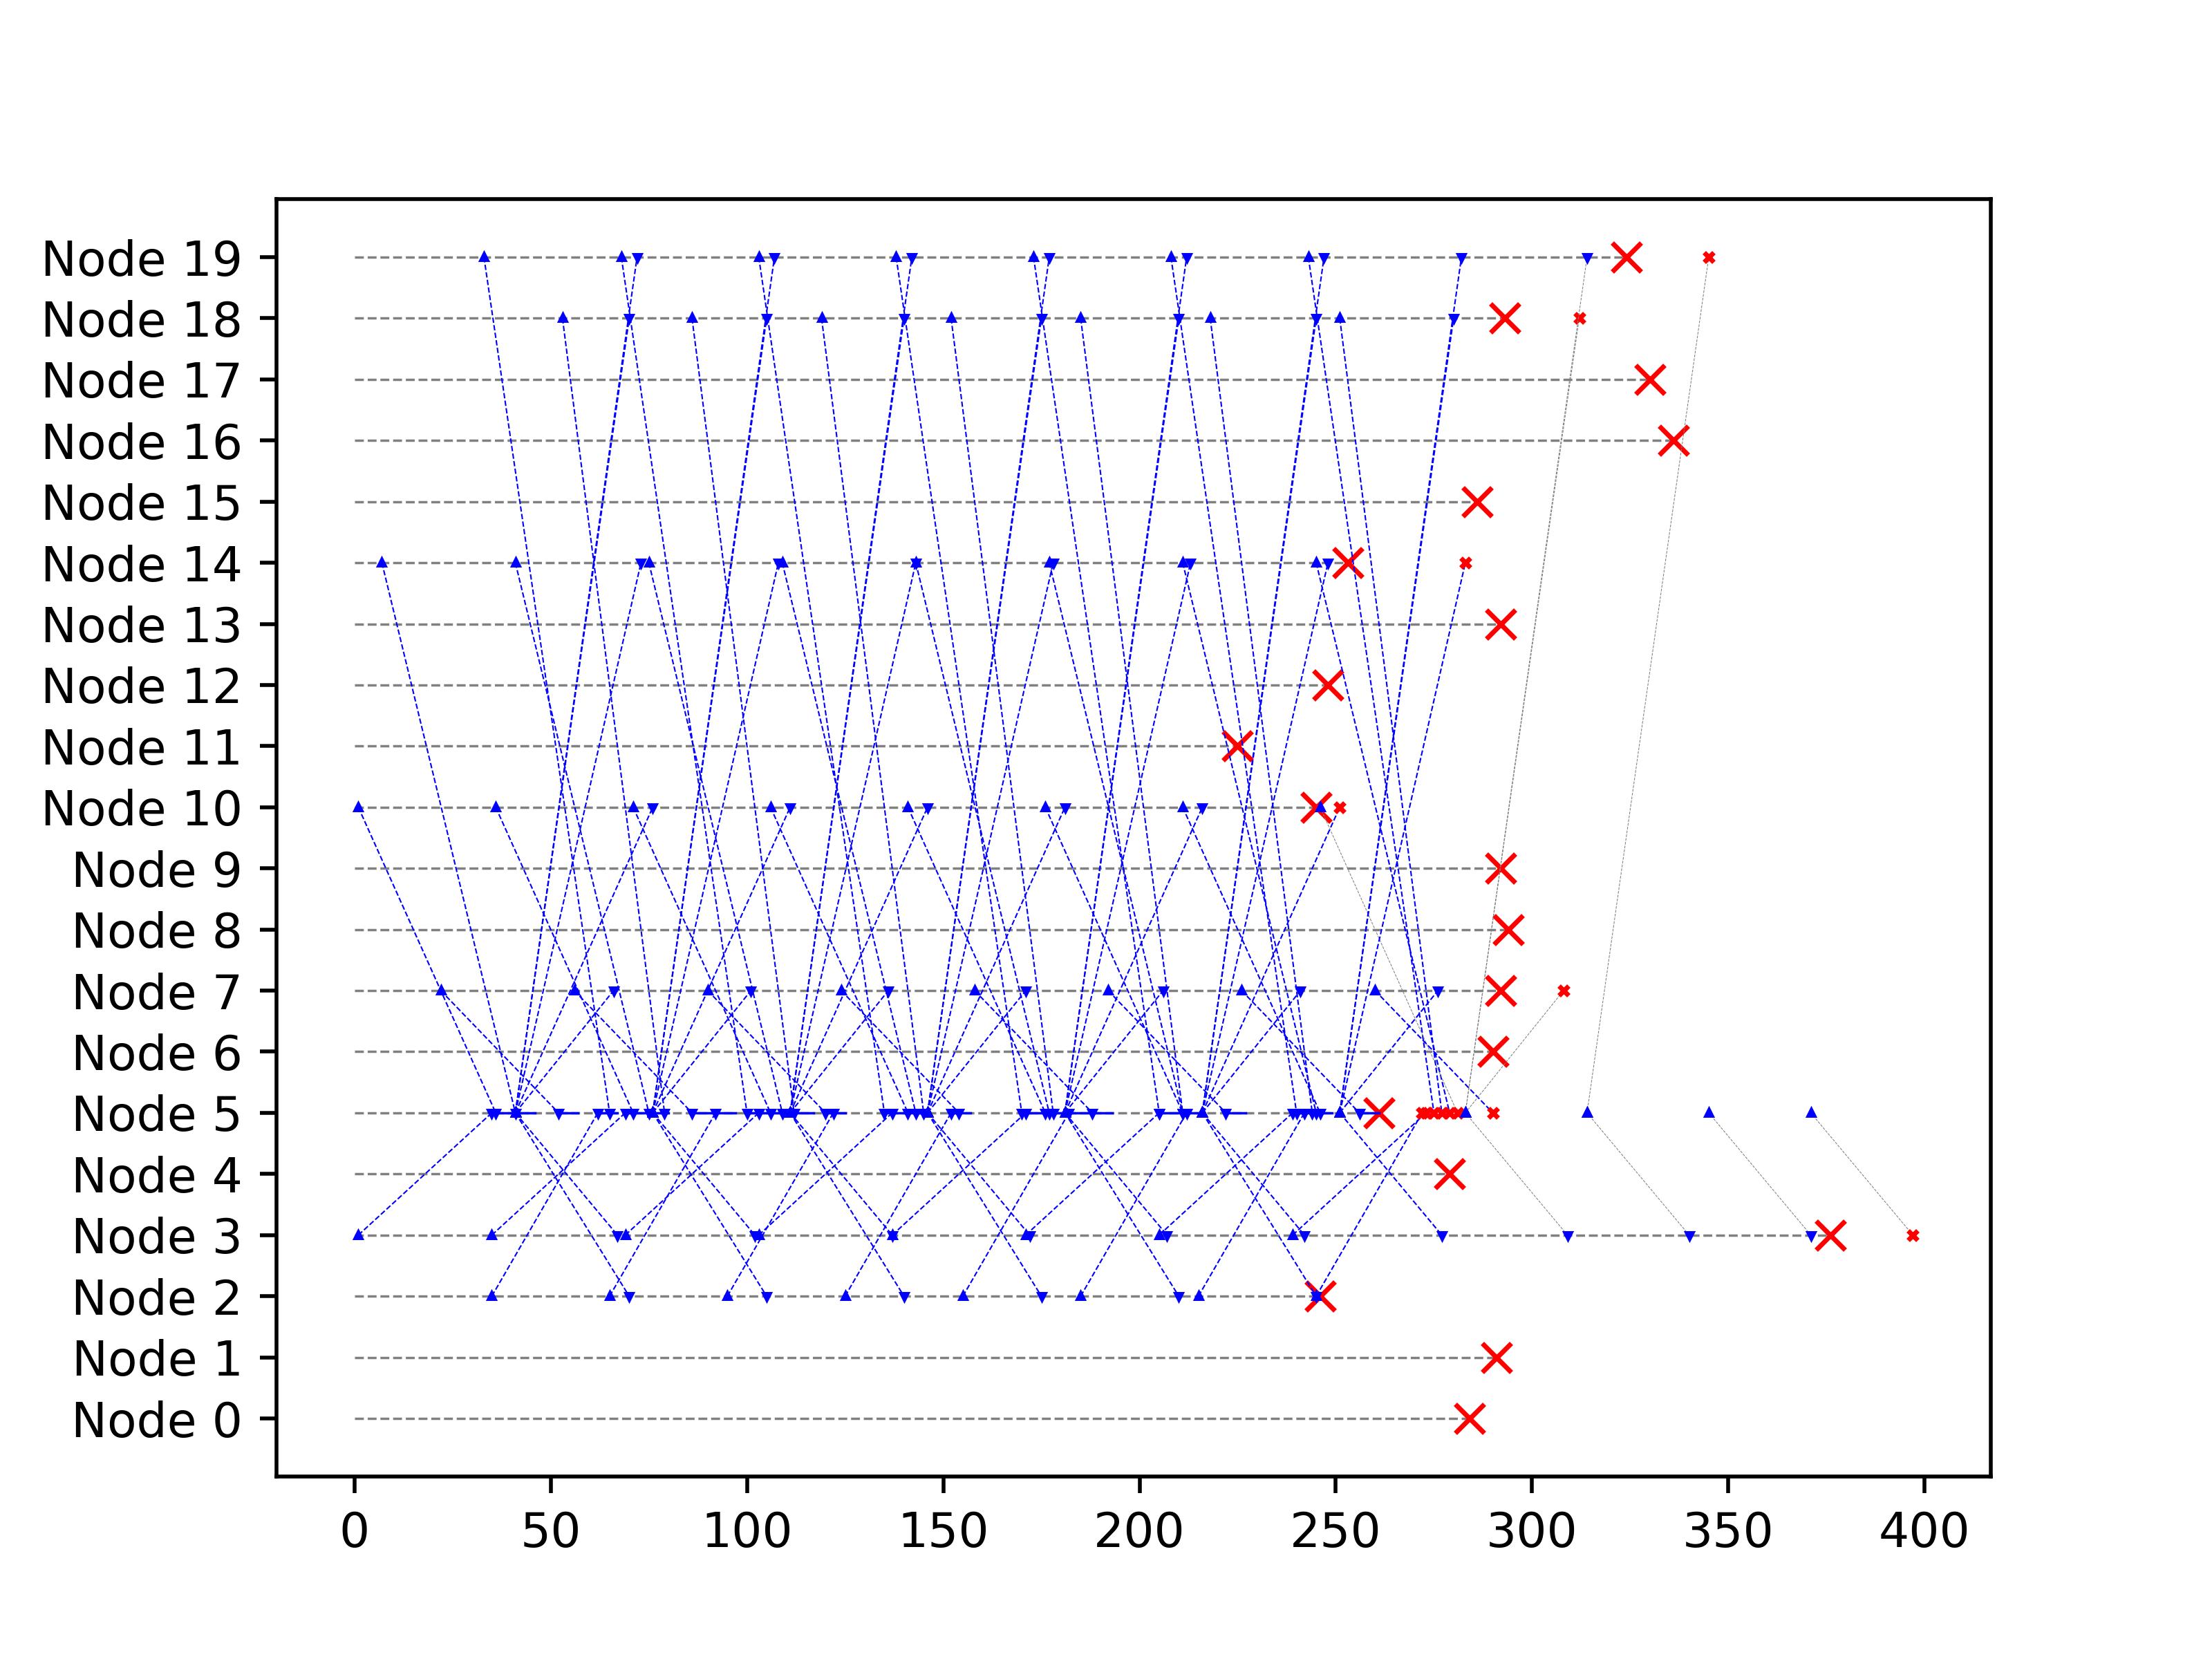 Node 19
Node 18
Node 17
Node 16
Node 15
Node 14
Node 13
Node 12
Node 11
Node 10
Node 9
Node 8
Node 7
Node 6
Node 5
Node 4
Node 3
Node 2
Node 1
Node 0
0 50 100 150 200 250 300 350 400